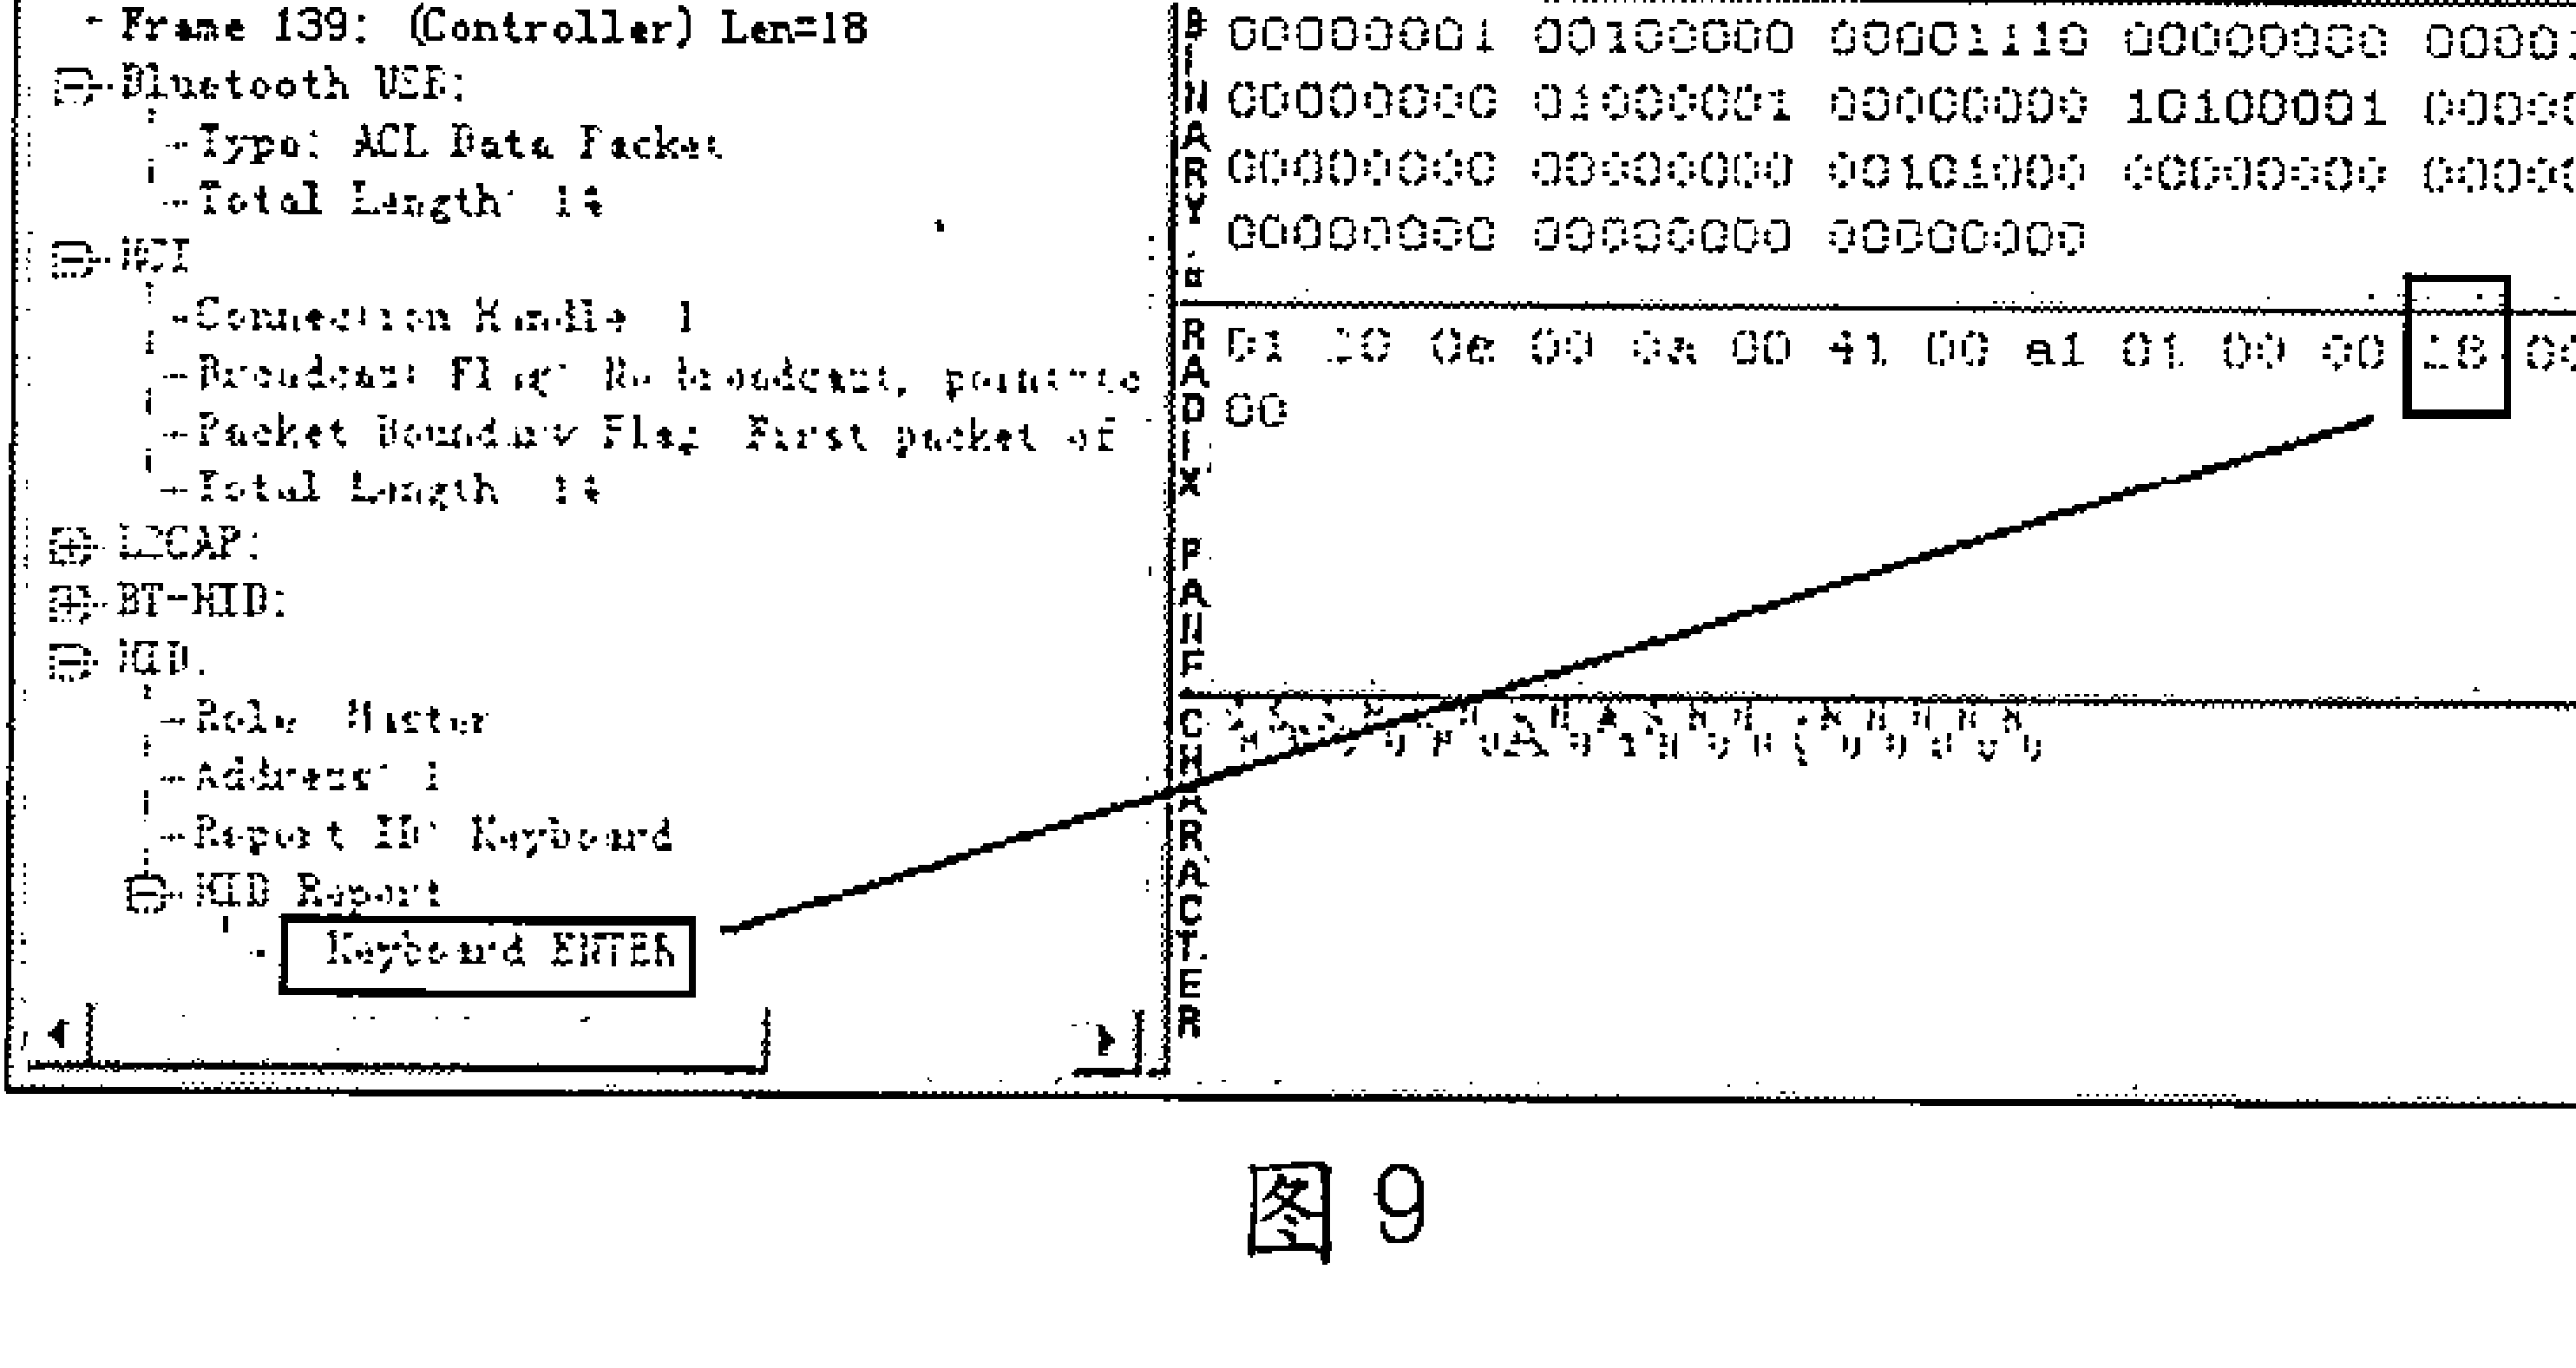 Frame 139: (Controller) Len=18
Bluetooth USB:
Type: ACL Data Packet
Total Length: 14
HCI
Connection Handle 1
Broadcast Flag: No broadcast, point-to
Packet Boundary Flag First packet of
Total Length 14
L2CAP:
BT-HID:
HID:
Role Master
Address: 1
Report ID: Keyboard
HID Report
Keyboard ENTER
BINARY
00000001 00100000 00001110 00000000
00000000 01000001 00000000 10100001
00000000 00000000 00101000 00000000
00000000 00000000 00000000
RADIX PANE
01 20 0e 00 0a 00 41 00 a1 01 00 00 28
00
CHARACTER
图 9